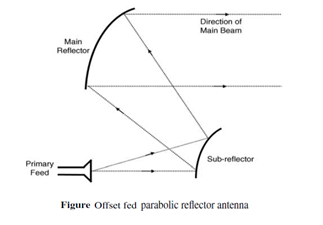 Direction of
Main Beam
Main
Reflector
Sub-reflector
Primary
Feed
Figure Offset fed parabolic reflector antenna